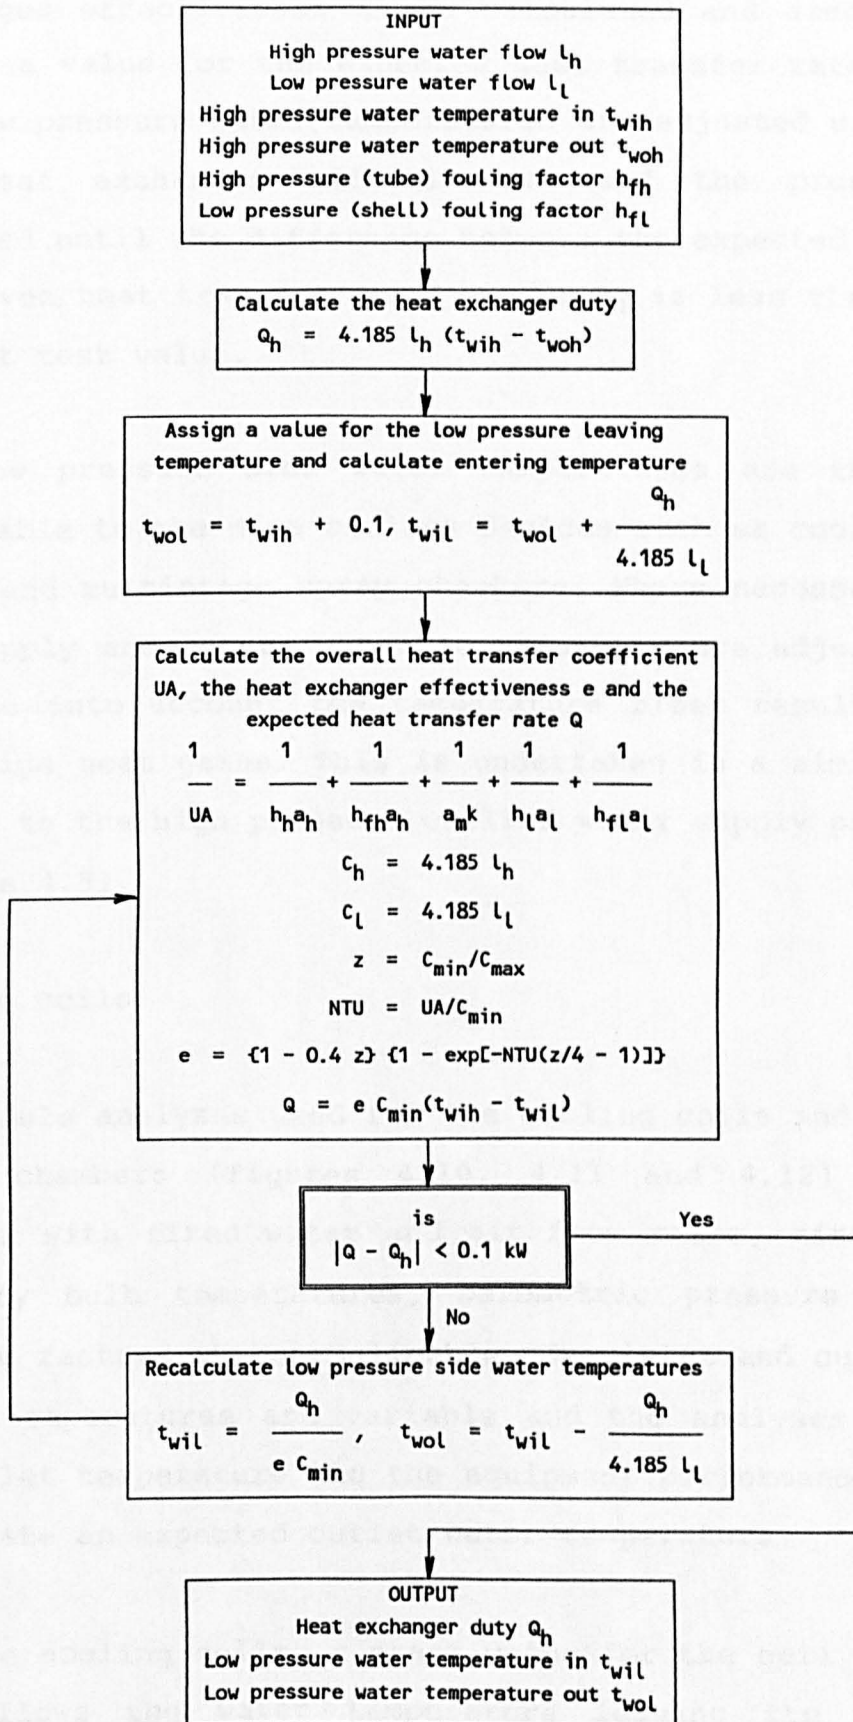 INPUT
High pressure water flow l_h
Low pressure water flow l_l
High pressure water temperature in t_wih
High pressure water temperature out t_woh
High pressure (tube) fouling factor h_fh
Low pressure (shell) fouling factor h_fl
Calculate the heat exchanger duty
Q_h = 4.185 l_h (t_wih - t_woh)
Assign a value for the low pressure leaving
temperature and calculate entering temperature
t_wol = t_wih + 0.1, t_wil = t_wol + Q_h / 4.185 l_l
Calculate the overall heat transfer coefficient
UA, the heat exchanger effectiveness e and the
expected heat transfer rate Q
1/UA = 1/h_h a_h + 1/h_fh a_h + 1/a_m k + 1/h_l a_l + 1/h_fl a_l
C_h = 4.185 l_h
C_l = 4.185 l_l
z = C_min/C_max
NTU = UA/C_min
e = {1 - 0.4 z} {1 - exp[-NTU(z/4 - 1)]}
Q = e C_min(t_wih - t_wil)
is
|Q - Q_h| < 0.1 kW
Yes
No
Recalculate low pressure side water temperatures
t_wil = Q_h / e C_min , t_wol = t_wil - Q_h / 4.185 l_l
OUTPUT
Heat exchanger duty Q_h
Low pressure water temperature in t_wil
Low pressure water temperature out t_wol